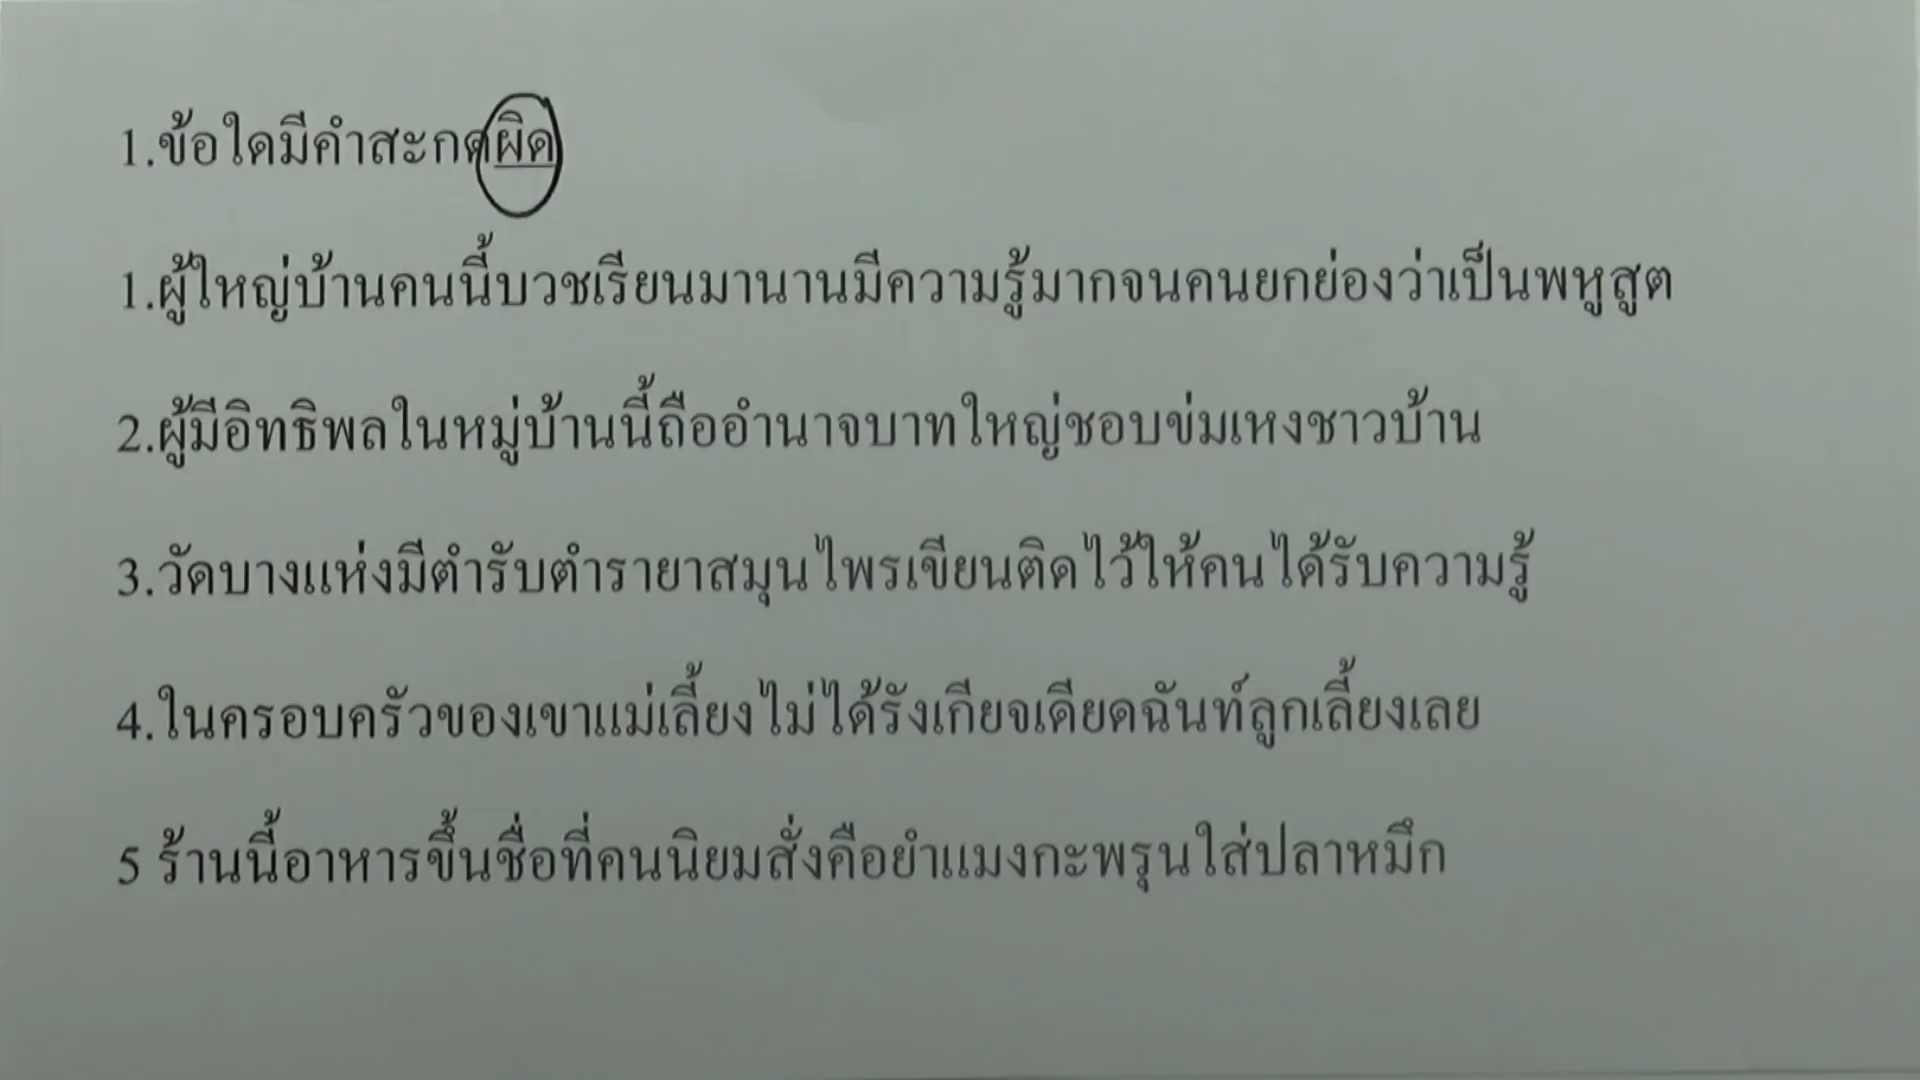 1.ข้อใดมีคำสะกดผิด
1.ผู้ใหญ่บ้านคนนี้บวชเรียนมานานมีความรู้มากจนคนยกย่องว่าเป็นพหูสูต
2.ผู้มีอิทธิพลในหมู่บ้านนี้ถืออำนาจบาทใหญ่ชอบข่มเหงชาวบ้าน
3.วัดบางแห่งมีตำรับตำรายาสมุนไพรเขียนติดไว้ให้คนได้รับความรู้
4.ในครอบครัวของเขาแม่เลี้ยงไม่ได้รังเกียจเดียดฉันท์ลูกเลี้ยงเลย
5 ร้านนี้อาหารขึ้นชื่อที่คนนิยมสั่งคือยำแมงกะพรุนใส่ปลาหมึก